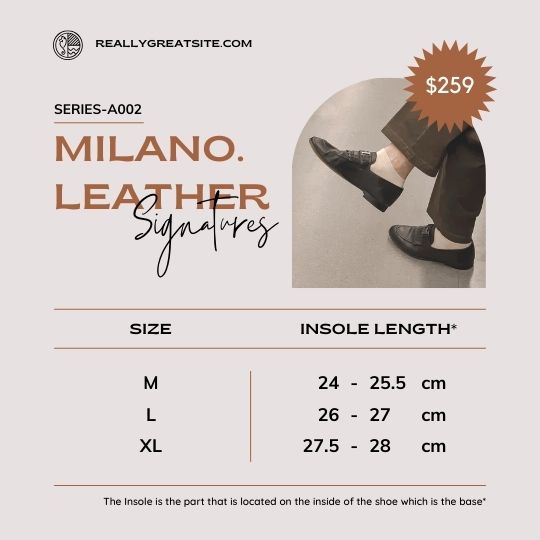 REALLYGREATSITE.COM
$259
SERIES-A002
MILANO.
LEATHER
Signatures
SIZE INSOLE LENGTH*
M 24 - 25.5 cm
L 26 - 27 cm
XL 27.5 - 28 cm
The Insole is the part that is located on the inside of the shoe which is the base*